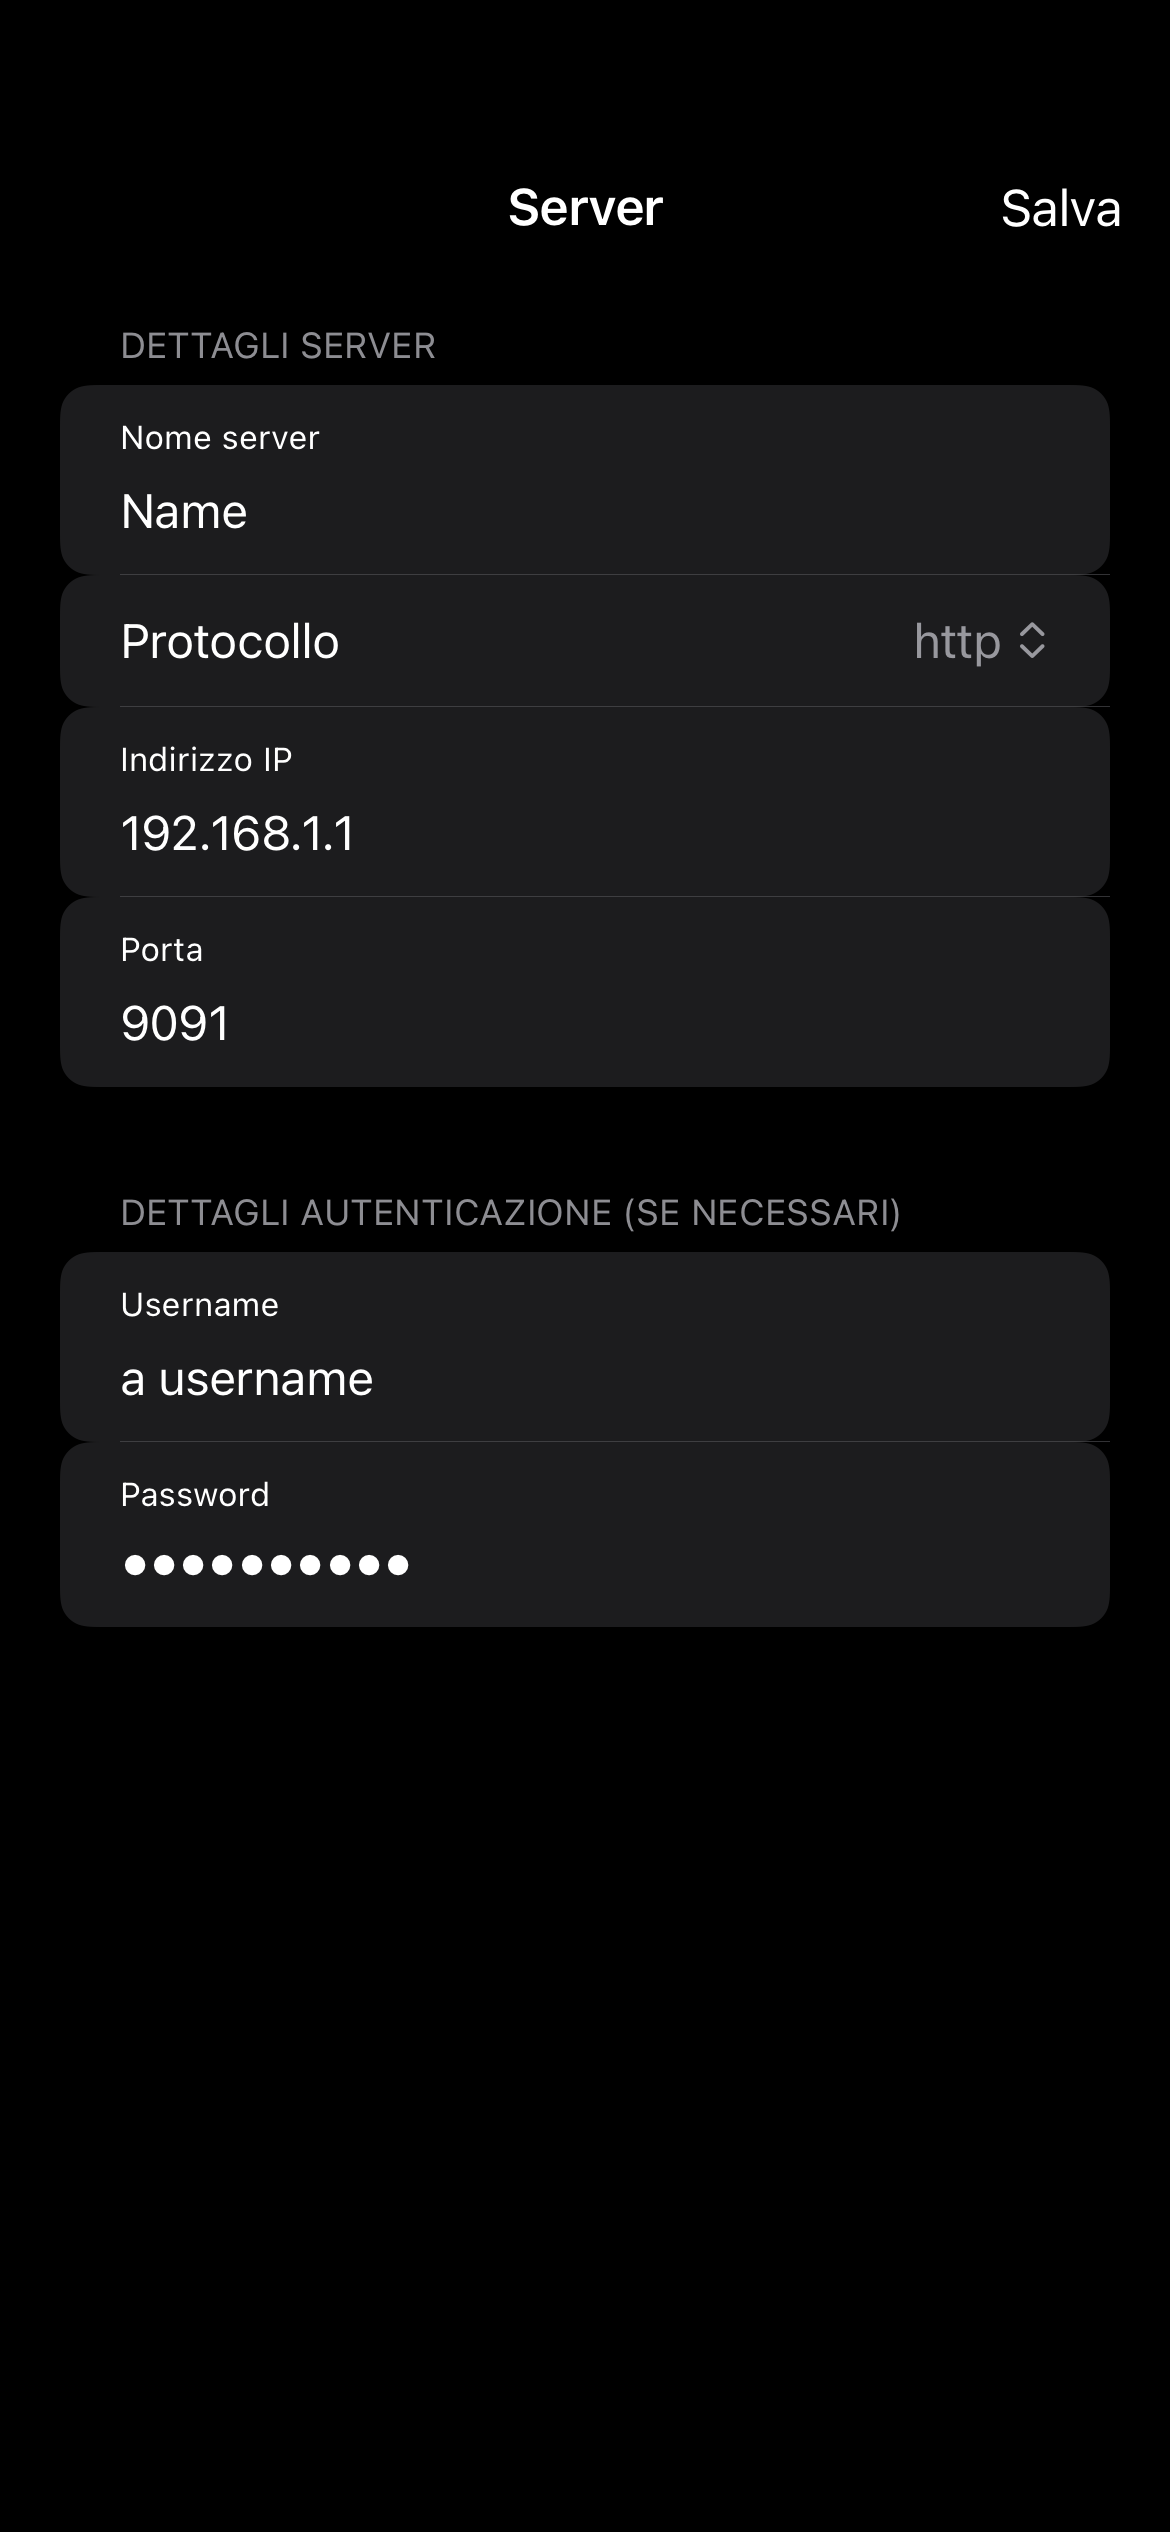 Server
Salva
DETTAGLI SERVER
Nome server
Name
Protocollo
http
Indirizzo IP
192.168.1.1
Porta
9091
DETTAGLI AUTENTICAZIONE (SE NECESSARI)
Username
a username
Password
●●●●●●●●●●